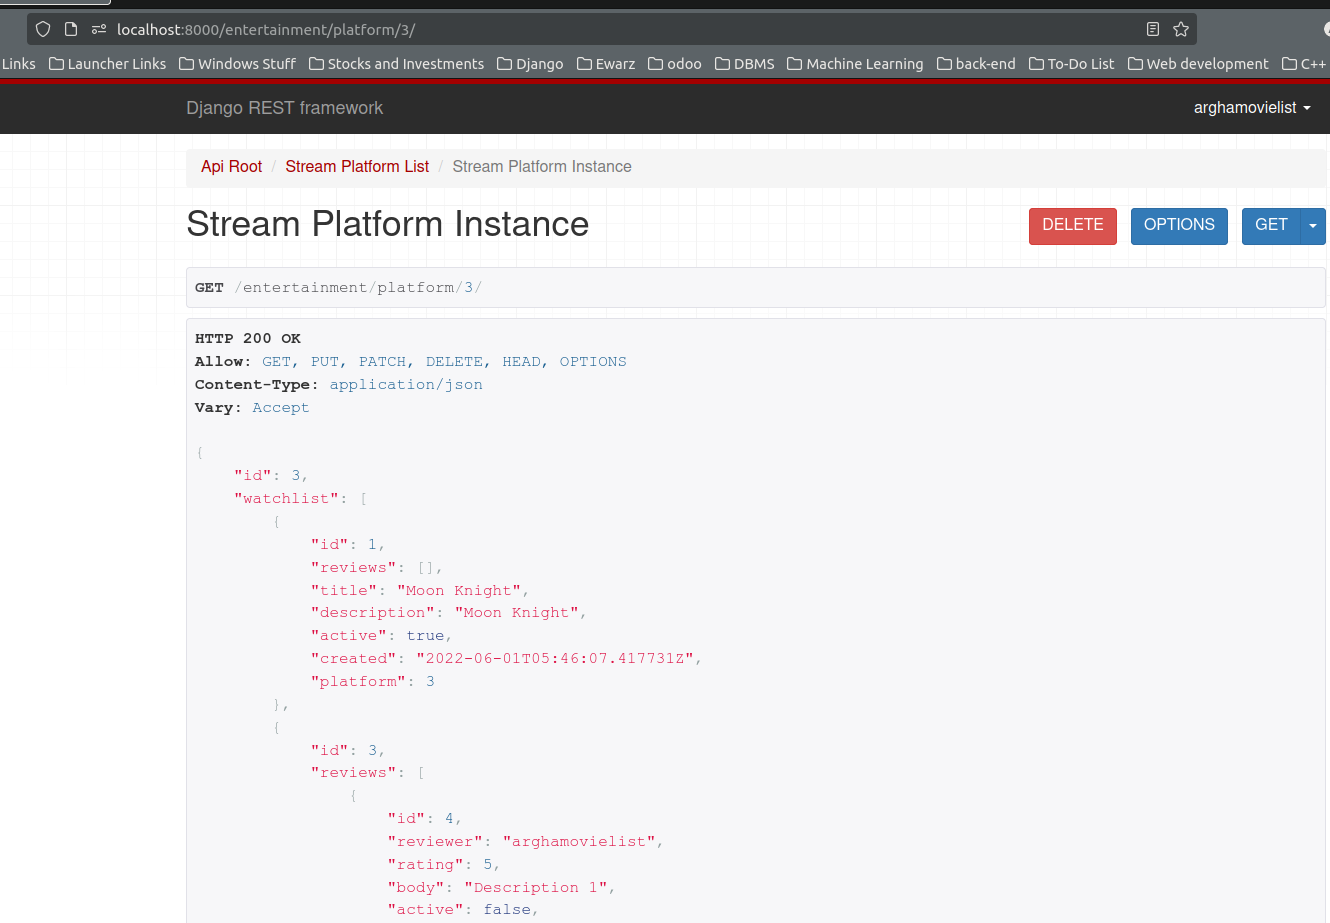 localhost:8000/entertainment/platform/3/
Links Launcher Links Windows Stuff Stocks and Investments Django Ewarz odoo DBMS Machine Learning back-end To-Do List Web development C++
Django REST framework arghamovielist
Api Root / Stream Platform List / Stream Platform Instance
Stream Platform Instance DELETE OPTIONS GET
GET /entertainment/platform/3/
HTTP 200 OK
Allow: GET, PUT, PATCH, DELETE, HEAD, OPTIONS
Content-Type: application/json
Vary: Accept
{
"id": 3,
"watchlist": [
{
"id": 1,
"reviews": [],
"title": "Moon Knight",
"description": "Moon Knight",
"active": true,
"created": "2022-06-01T05:46:07.417731Z",
"platform": 3
},
{
"id": 3,
"reviews": [
{
"id": 4,
"reviewer": "arghamovielist",
"rating": 5,
"body": "Description 1",
"active": false,